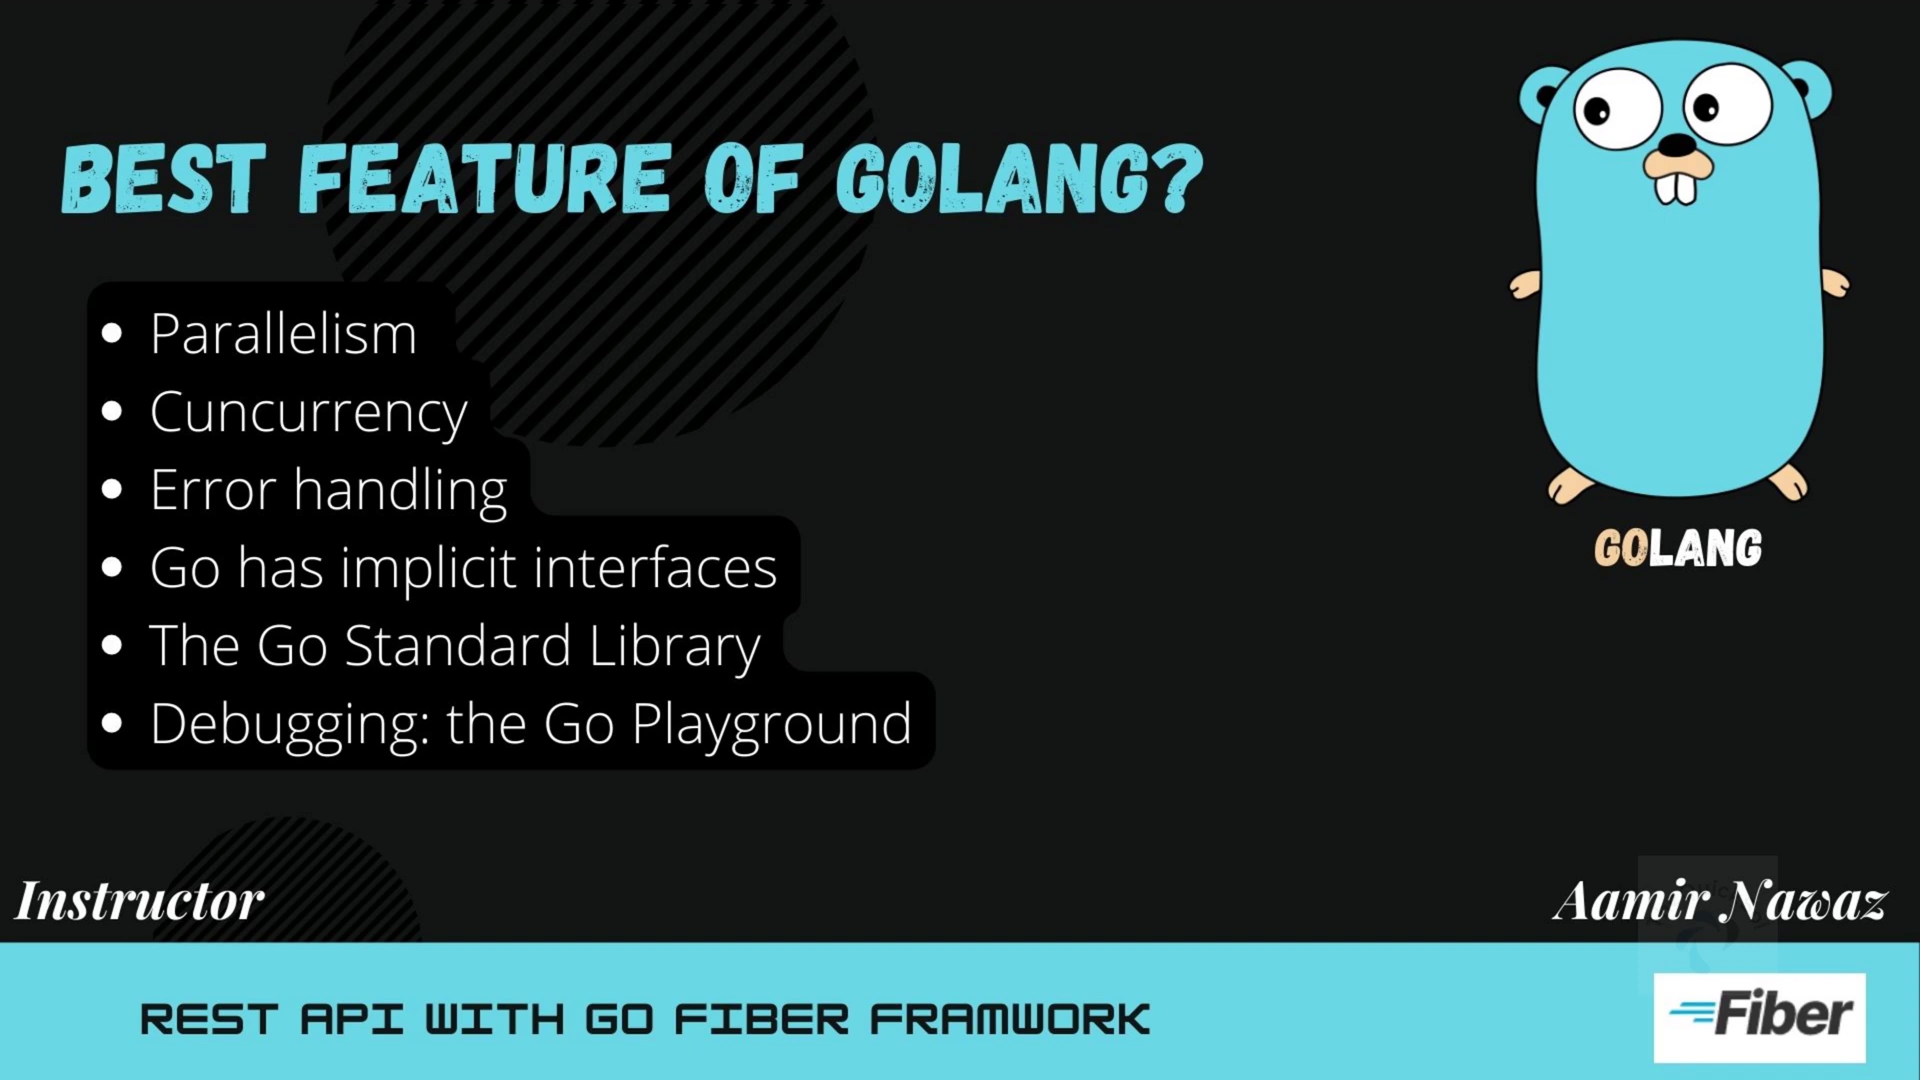 BEST FEATURE OF GOLANG?
• Parallelism
• Cuncurrency
• Error handling
• Go has implicit interfaces
• The Go Standard Library
• Debugging: the Go Playground
GOLANG
Instructor
Aamir Nawaz
REST API WITH GO FIBER FRAMWORK
Fiber